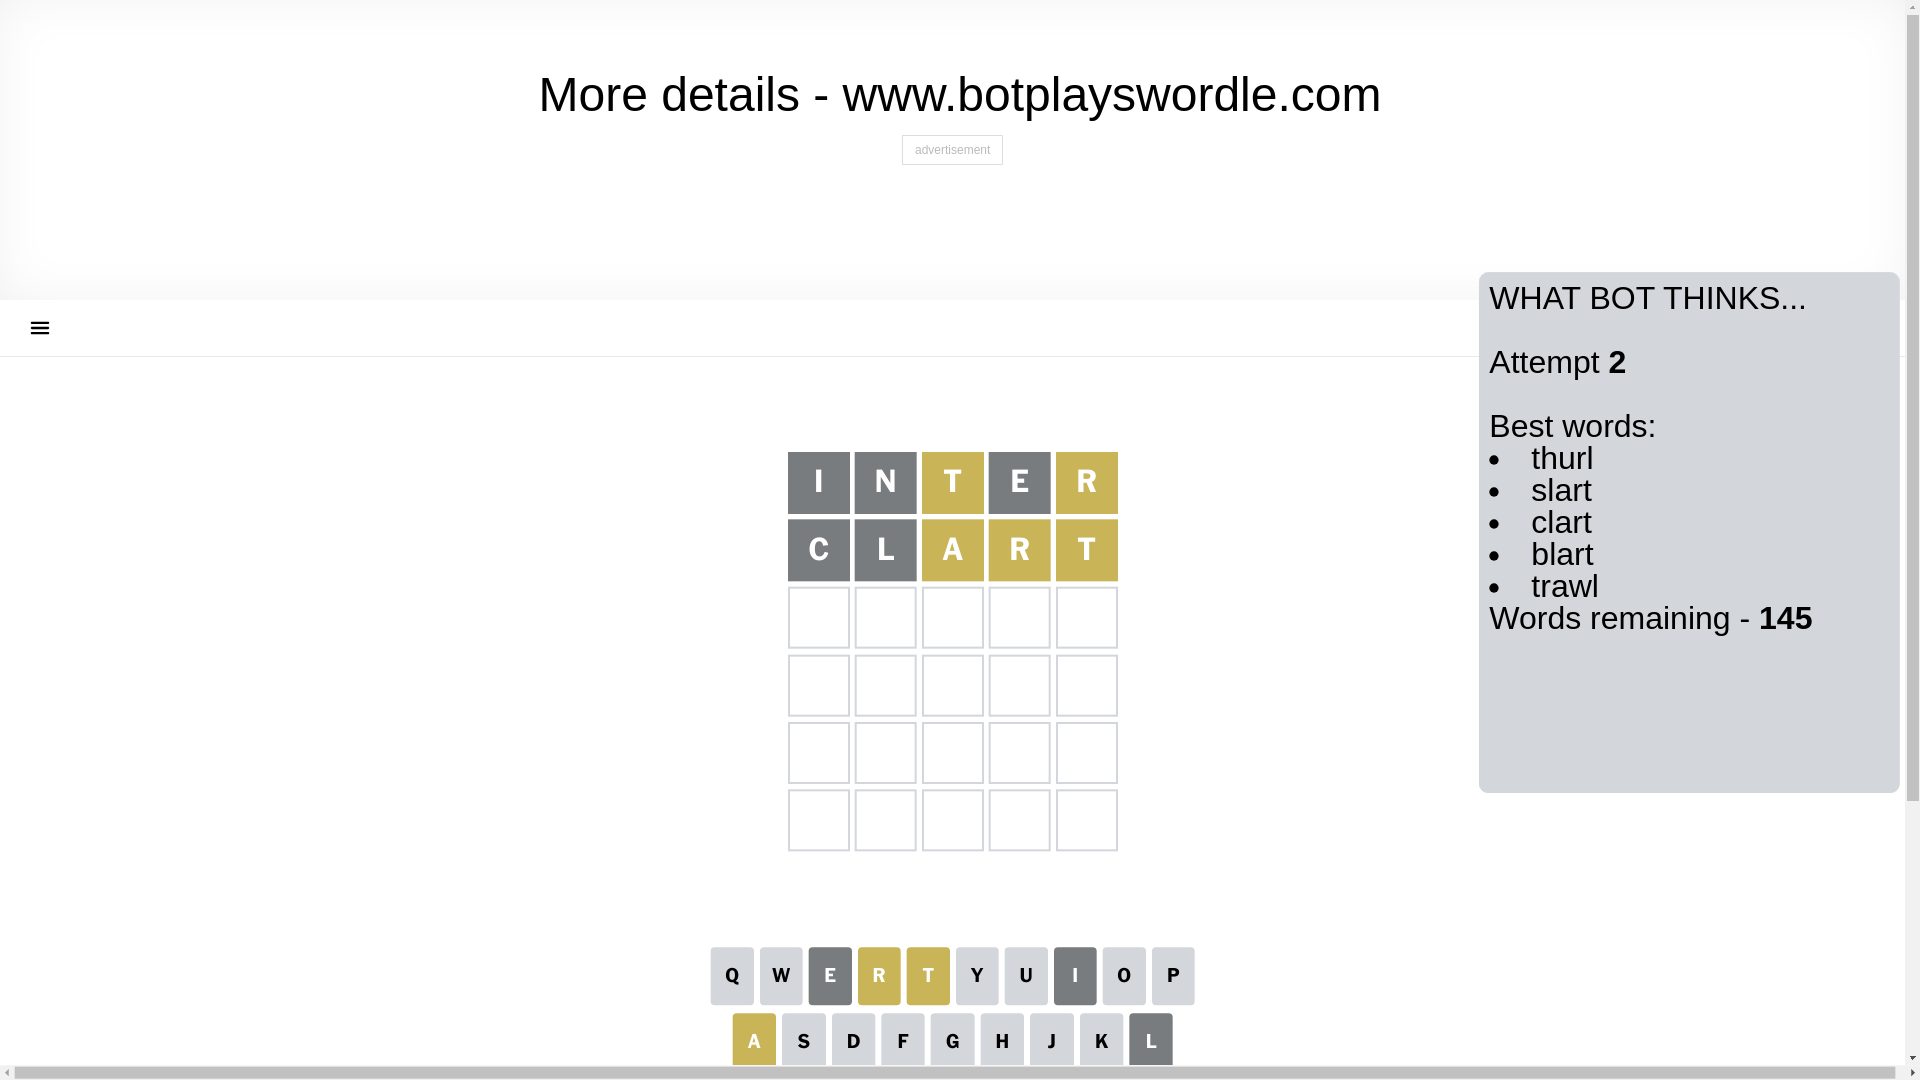 More details - www.botplayswordle.com
advertisement
WHAT BOT THINKS...
Attempt 2
Best words:
• thurl
• slart
• clart
• blart
• trawl
Words remaining - 145
I N T E R
C L A R T
Q W E R T Y U I O P
A S D F G H J K L